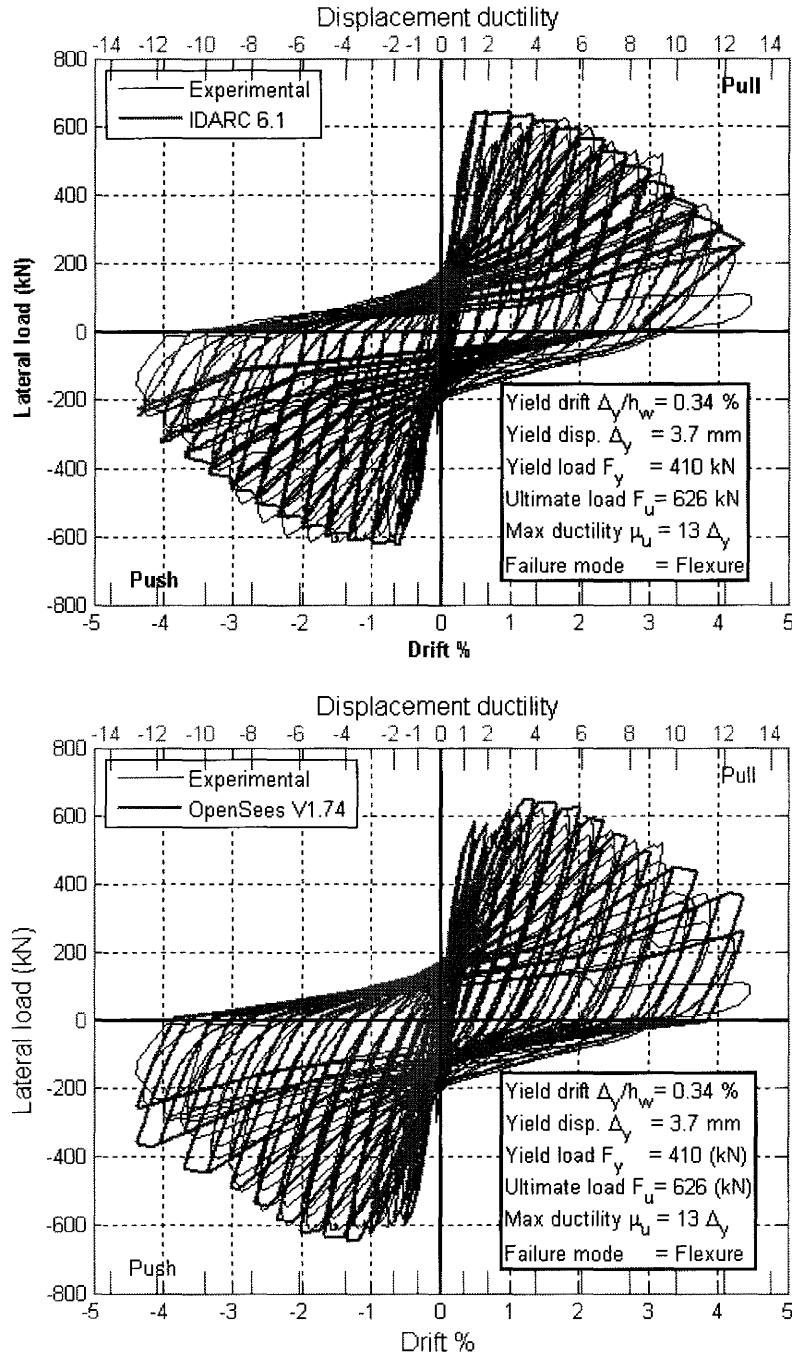 Displacement ductility
-14 -12 -10 -8 -6 -4 -2 -1 0 1 2 4 6 8 10 12 14
800
600
400
200
0
-200
-400
-600
-800
Lateral load (kN)
Experimental
IDARC 6.1
Pull
Push
Yield drift Δy/hw = 0.34 %
Yield disp. Δy = 3.7 mm
Yield load Fy = 410 kN
Ultimate load Fu = 626 kN
Max ductility μu = 13 Δy
Failure mode = Flexure
-5 -4 -3 -2 -1 0 1 2 3 4 5
Drift %
Displacement ductility
-14 -12 -10 -8 -6 -4 -2 -1 0 1 2 4 6 8 10 12 14
800
600
400
200
0
-200
-400
-600
-800
Lateral load (kN)
Experimental
OpenSees V1.74
Pull
Push
Yield drift Δy/hw = 0.34 %
Yield disp. Δy = 3.7 mm
Yield load Fy = 410 (kN)
Ultimate load Fu = 626 (kN)
Max ductility μu = 13 Δy
Failure mode = Flexure
-5 -4 -3 -2 -1 0 1 2 3 4 5
Drift %